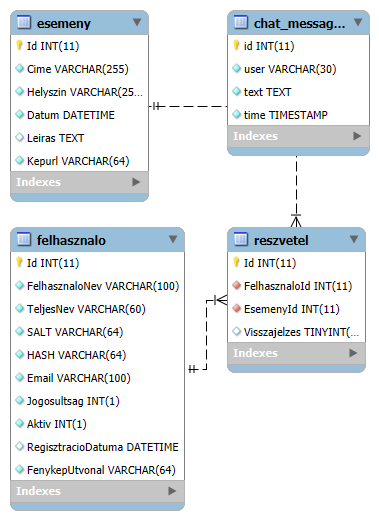 esemeny
Id INT(11)
Cime VARCHAR(255)
Helyszin VARCHAR(25...
Datum DATETIME
Leiras TEXT
Kepurl VARCHAR(64)
Indexes
chat_messag...
id INT(11)
user VARCHAR(30)
text TEXT
time TIMESTAMP
Indexes
felhasznalo
Id INT(11)
FelhasznaloNev VARCHAR(100)
TeljesNev VARCHAR(60)
SALT VARCHAR(64)
HASH VARCHAR(64)
Email VARCHAR(100)
Jogosultsag INT(1)
Aktiv INT(1)
RegisztracioDatuma DATETIME
FenykepUtvonal VARCHAR(64)
Indexes
reszvetel
Id INT(11)
FelhasznaloId INT(11)
EsemenyId INT(11)
Visszajelzes TINYINT(...
Indexes